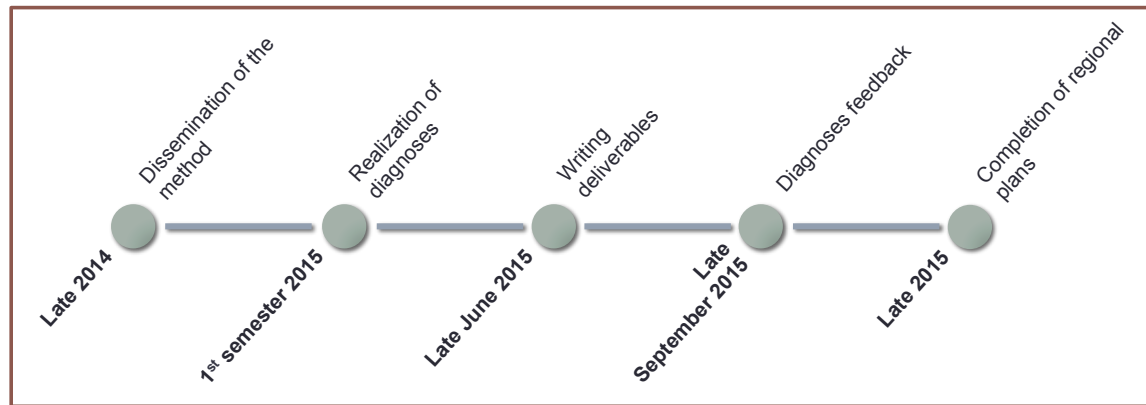 Dissemination of the
method
Realization of
diagnoses
Writing
deliverables
Diagnoses feedback
Completion of regional
plans
Late 2014
1st semester 2015
Late June 2015
Late
September 2015
Late 2015